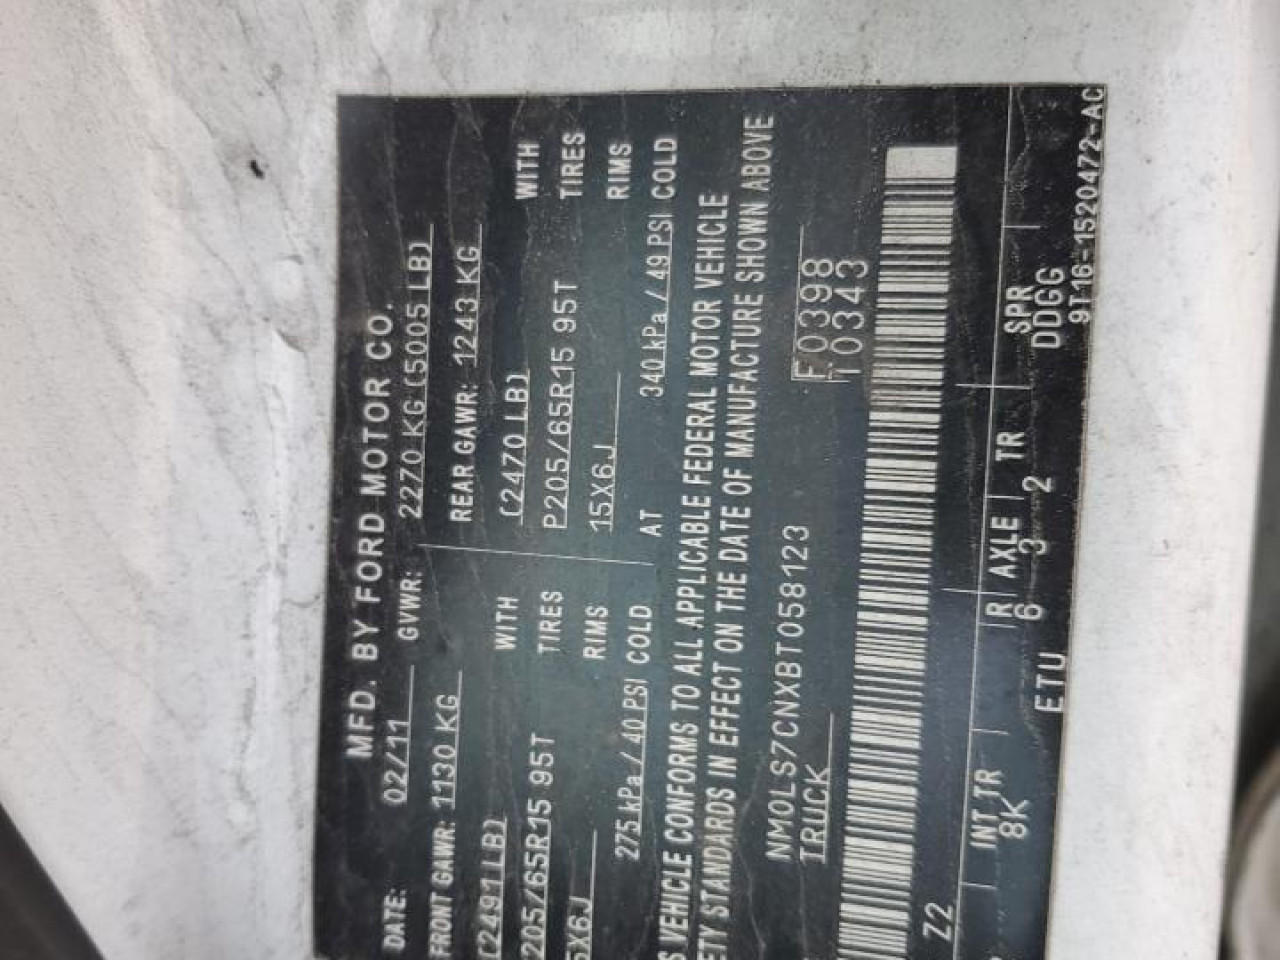 MFD. BY FORD MOTOR CO.
DATE: 02/11 GVWR: 2270 KG (5005 LB)
FRONT GAWR: 1130 KG REAR GAWR: 1243 KG
(2491 LB) WITH (2470 LB) WITH
205/65R15 95T TIRES P205/65R15 95T TIRES
5X6J RIMS 15X6J RIMS
275 kPa / 40 PSI COLD AT 340 kPa / 49 PSI COLD
S VEHICLE CONFORMS TO ALL APPLICABLE FEDERAL MOTOR VEHICLE
ETY STANDARDS IN EFFECT ON THE DATE OF MANUFACTURE SHOWN ABOVE
NM0LS7CNXBT058123 F0398
TRUCK T0343
Z2
INT TR R AXLE TR SPR
8K 6 3 2 DDGG
ETU 9T16-1520472-AC